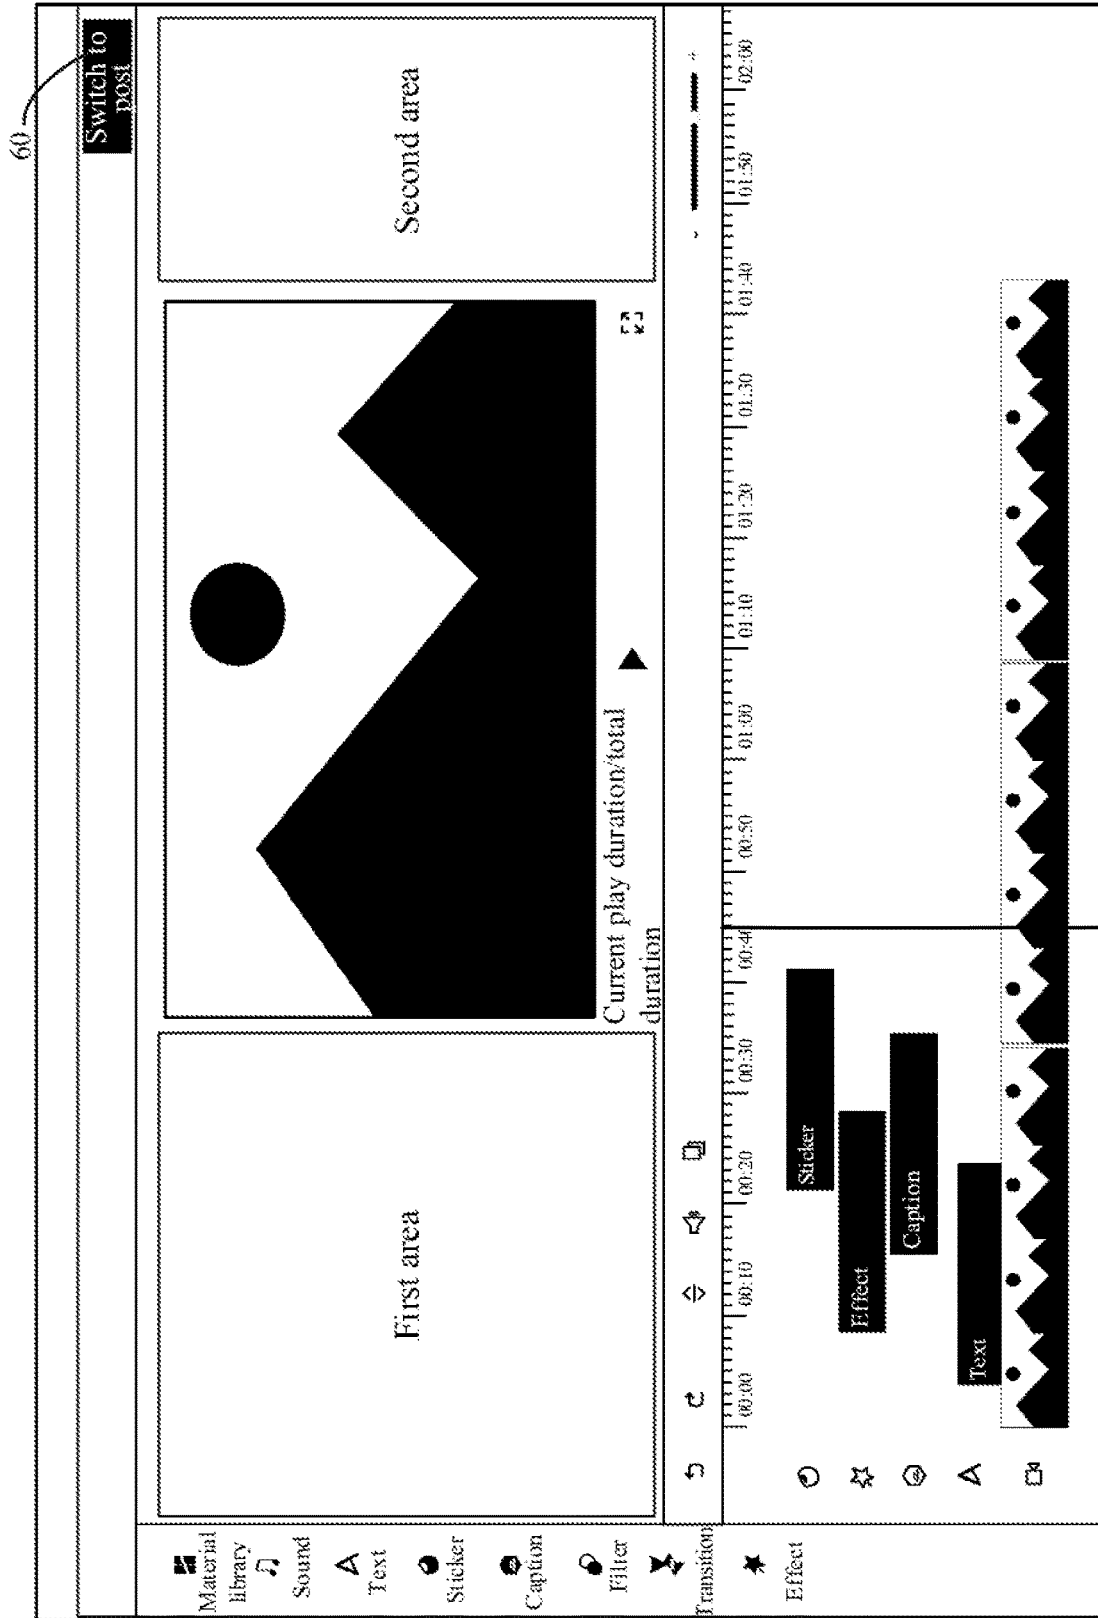 60
Switch to
post
Material
library
Sound
Text
Sticker
Caption
Filter
Transition
Effect
First area
Second area
Current play duration/total
duration
00:00
00:10
00:20
00:30
00:40
00:50
01:00
01:10
01:20
01:30
01:40
01:50
02:00
Sticker
Effect
Caption
Text